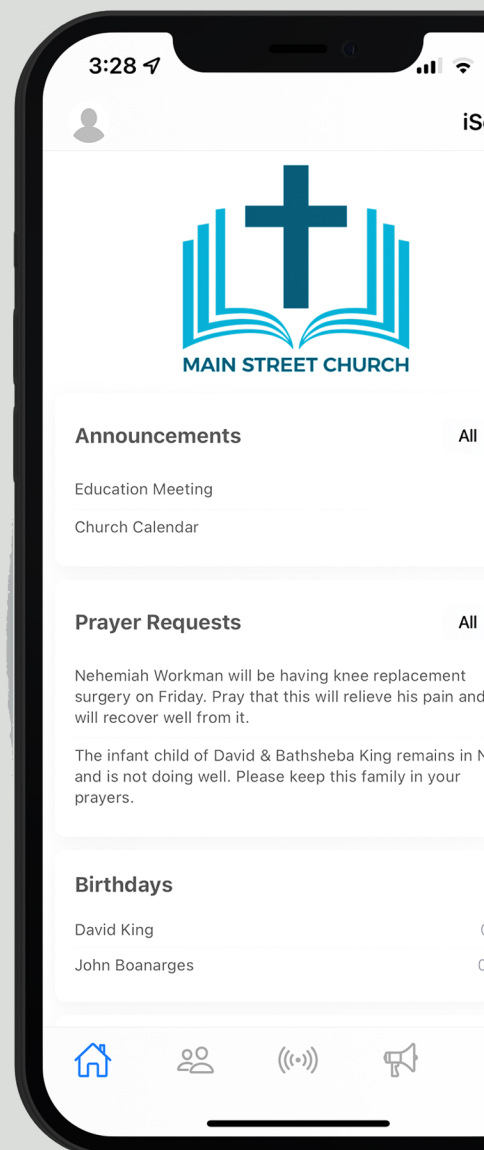 3:28
MAIN STREET CHURCH
Announcements
All
Education Meeting
Church Calendar
Prayer Requests
All
Nehemiah Workman will be having knee replacement
surgery on Friday. Pray that this will relieve his pain and
will recover well from it.
The infant child of David & Bathsheba King remains in
and is not doing well. Please keep this family in your
prayers.
Birthdays
David King
John Boanarges